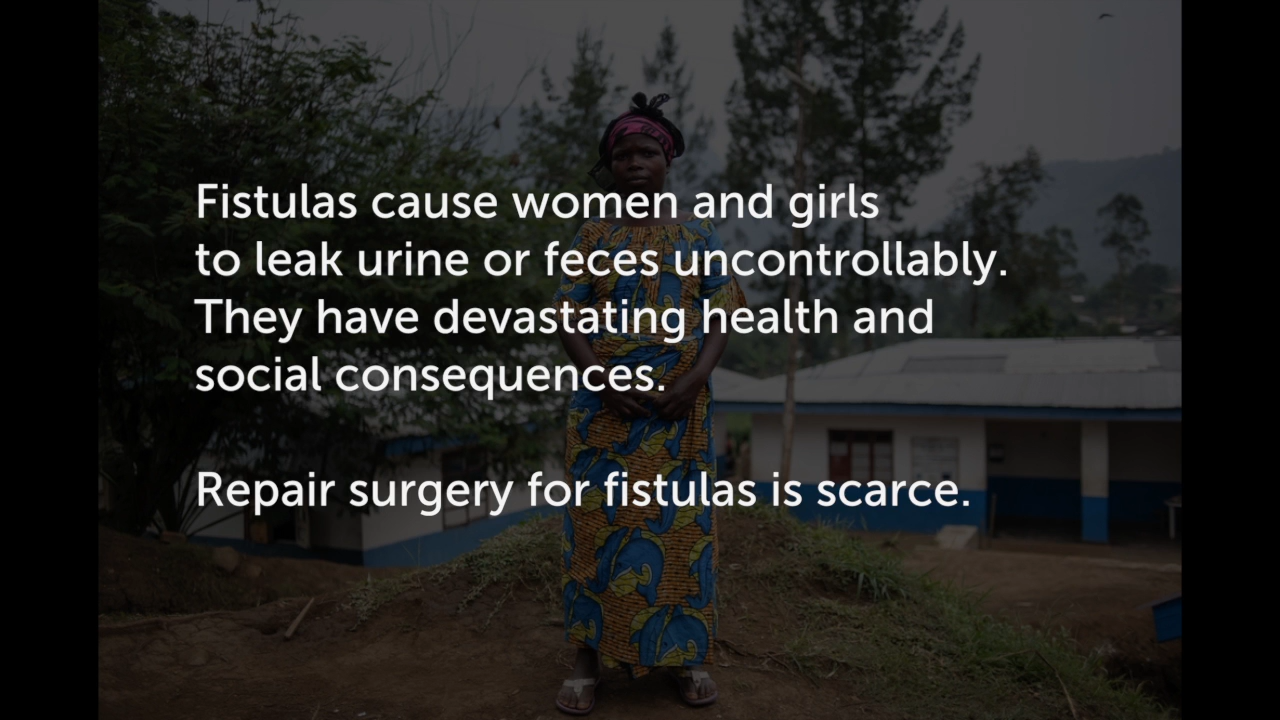 Fistulas cause women and girls
to leak urine or feces uncontrollably.
They have devastating health and
social consequences.
Repair surgery for fistulas is scarce.